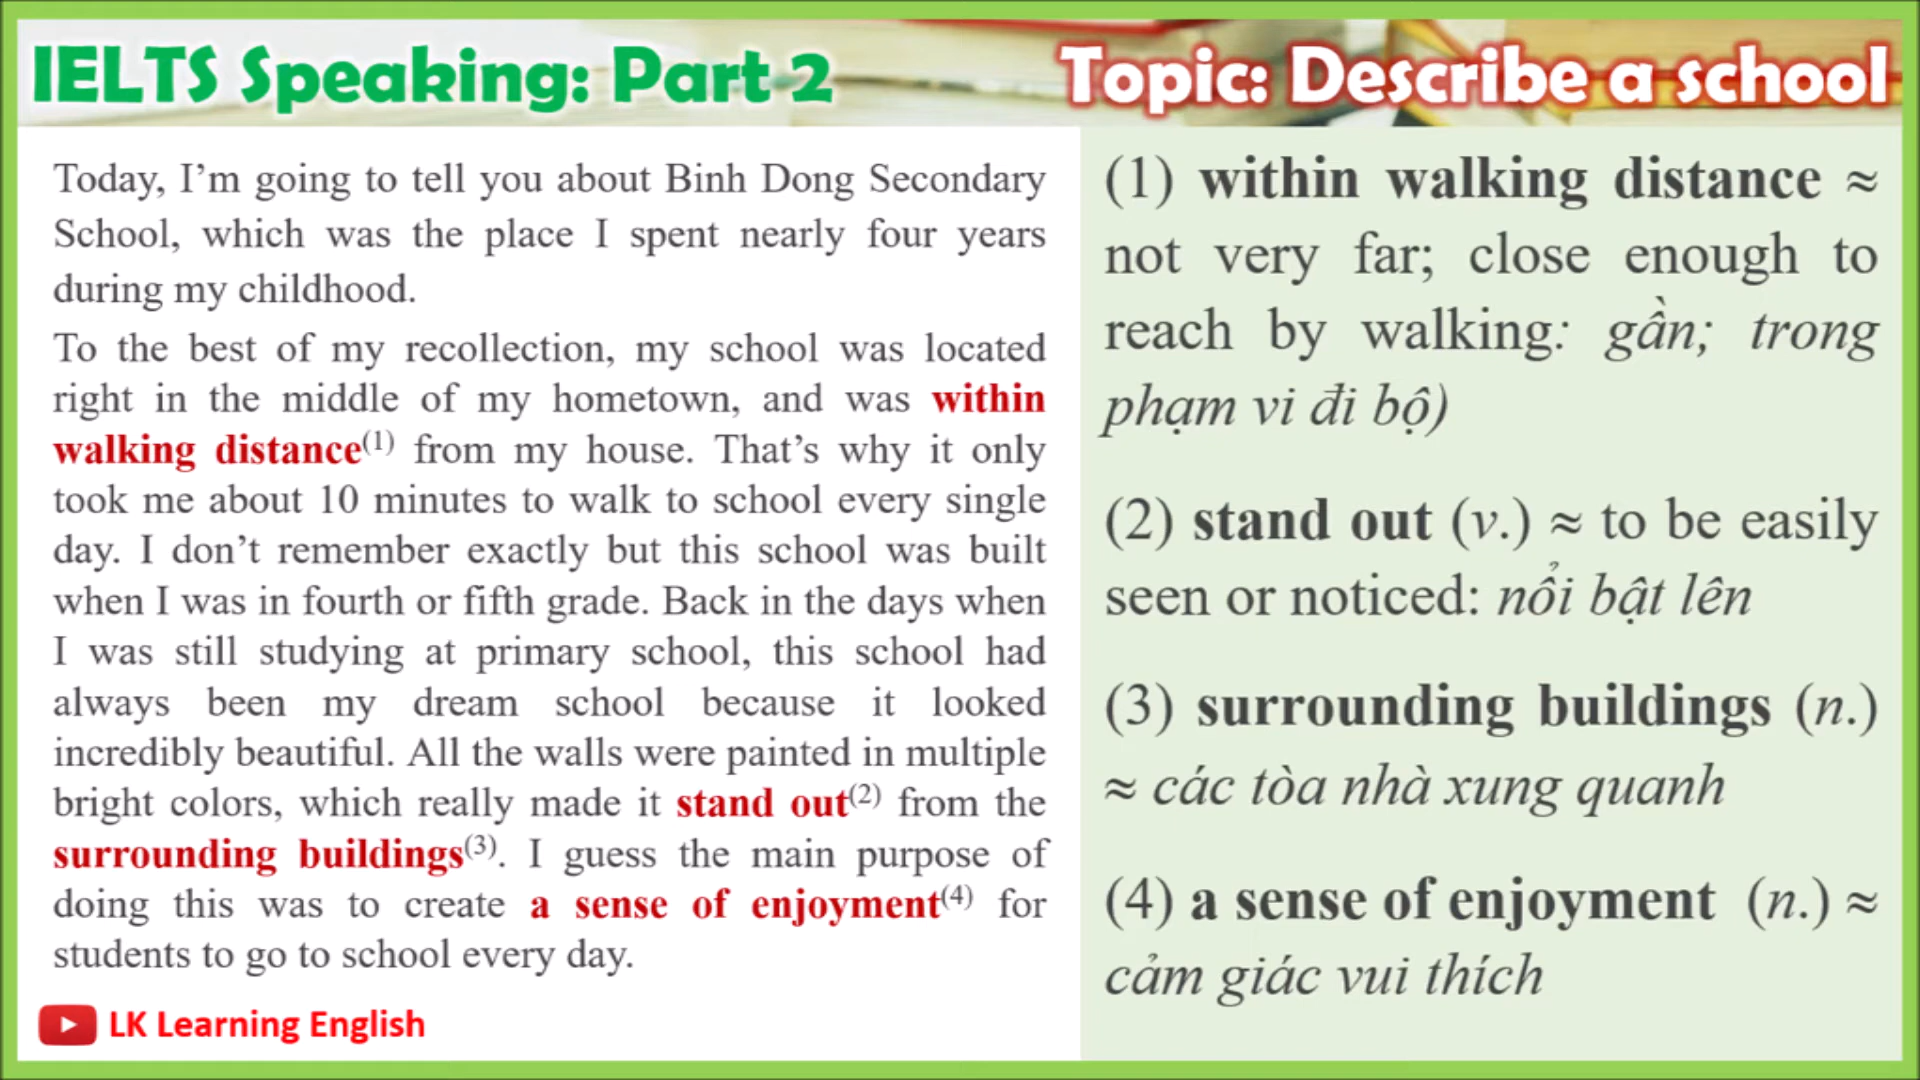 IELTS Speaking: Part 2
Topic: Describe a school
Today, I’m going to tell you about Binh Dong Secondary
School, which was the place I spent nearly four years
during my childhood.
To the best of my recollection, my school was located
right in the middle of my hometown, and was within
walking distance(1) from my house. That’s why it only
took me about 10 minutes to walk to school every single
day. I don’t remember exactly but this school was built
when I was in fourth or fifth grade. Back in the days when
I was still studying at primary school, this school had
always been my dream school because it looked
incredibly beautiful. All the walls were painted in multiple
bright colors, which really made it stand out(2) from the
surrounding buildings(3). I guess the main purpose of
doing this was to create a sense of enjoyment(4) for
students to go to school every day.
LK Learning English
(1) within walking distance ≈
not very far; close enough to
reach by walking: gần; trong
phạm vi đi bộ)
(2) stand out (v.) ≈ to be easily
seen or noticed: nổi bật lên
(3) surrounding buildings (n.)
≈ các tòa nhà xung quanh
(4) a sense of enjoyment (n.) ≈
cảm giác vui thích